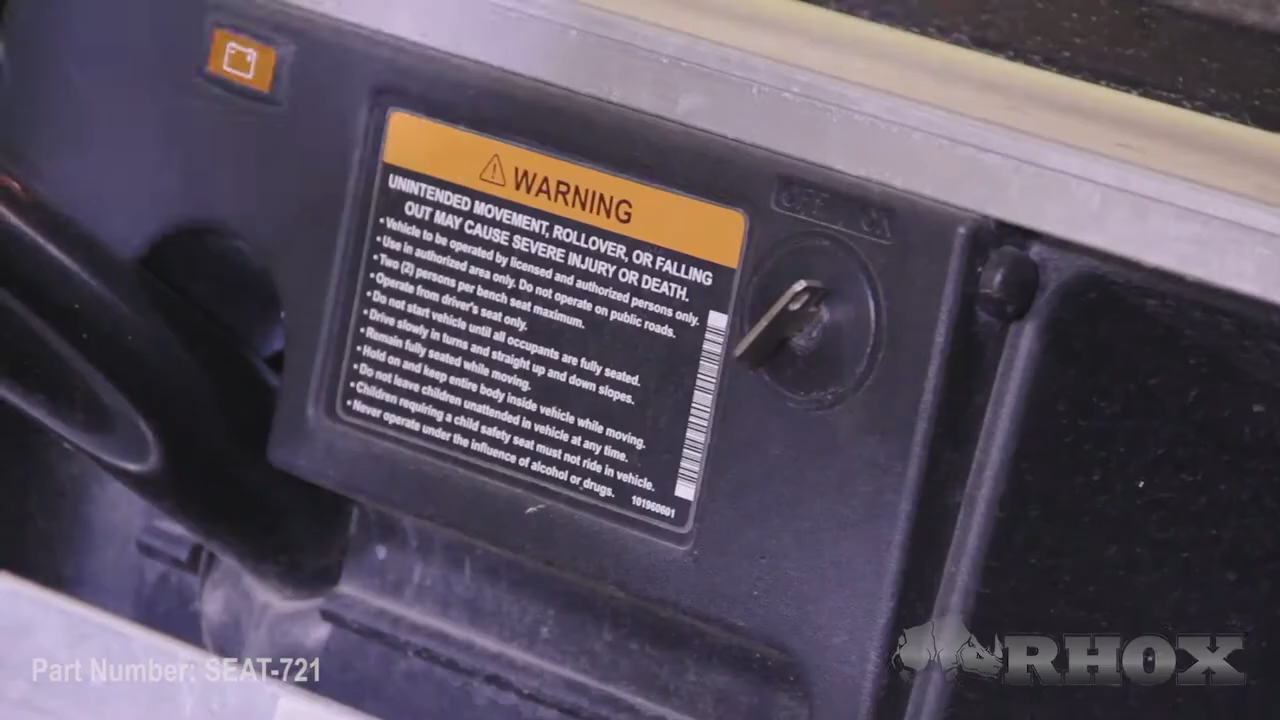 WARNING
UNINTENDED MOVEMENT, ROLLOVER, OR FALLING
OUT MAY CAUSE SEVERE INJURY OR DEATH.
• Vehicle to be operated by licensed and authorized persons only.
• Use in authorized area only. Do not operate on public roads.
• Two (2) persons per bench seat maximum.
• Operate from driver's seat only.
• Do not start vehicle until all occupants are fully seated.
• Drive slowly in turns and straight up and down slopes.
• Remain fully seated while moving.
• Hold on and keep entire body inside vehicle while moving.
• Do not leave children unattended in vehicle at any time.
• Children requiring a child safety seat must not ride in vehicle.
• Never operate under the influence of alcohol or drugs.
101960601
OFF ON
Part Number: SEAT-721
RHOX